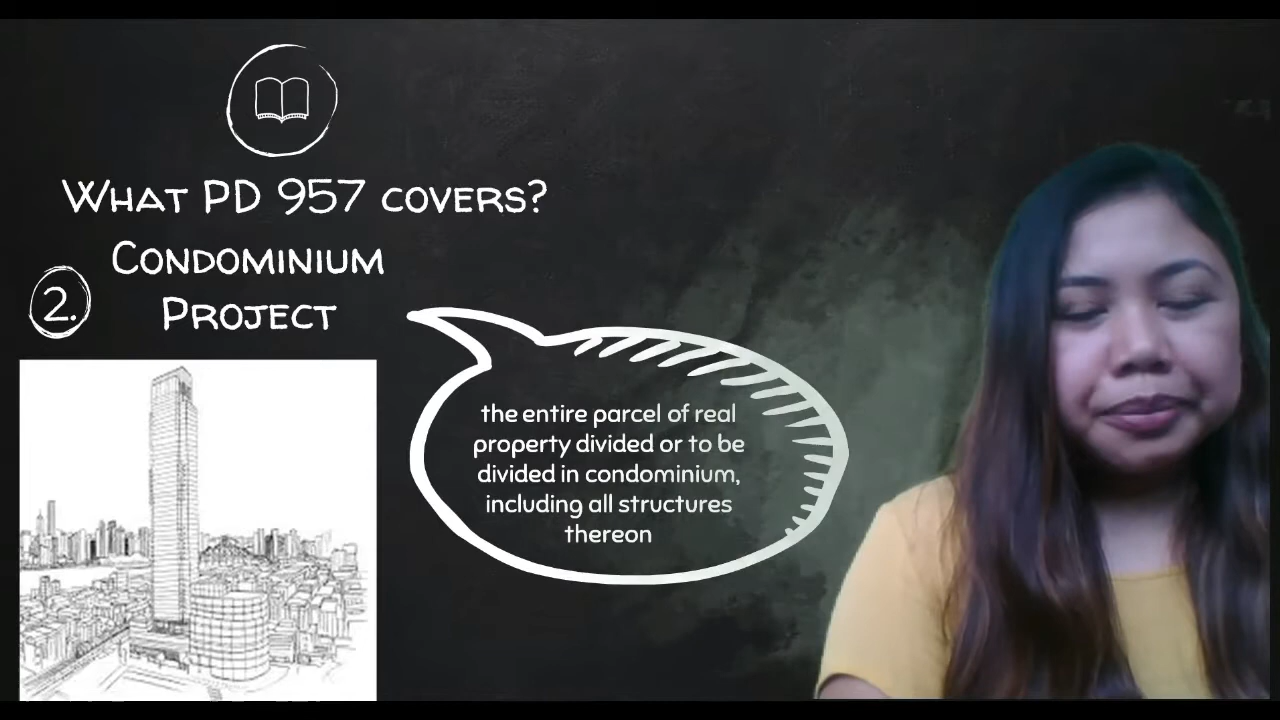 What PD 957 covers?
Condominium
2. Project
the entire parcel of real
property divided or to be
divided in condominium,
including all structures
thereon